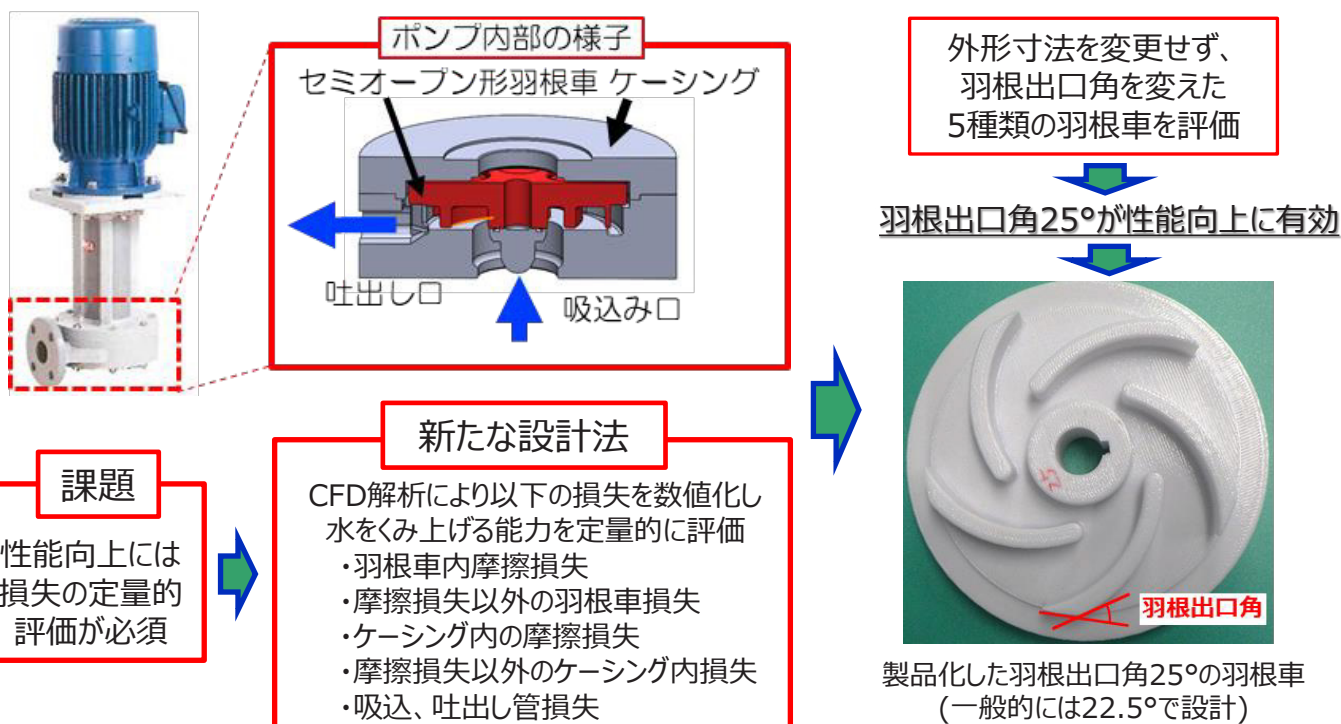 ポンプ内部の様子
セミオープン形羽根車 ケーシング
吐出し口
吸込み口
課題
性能向上には
損失の定量的
評価が必須
新たな設計法
CFD解析により以下の損失を数値化し
水をくみ上げる能力を定量的に評価
・羽根車内摩擦損失
・摩擦損失以外の羽根車損失
・ケーシング内の摩擦損失
・摩擦損失以外のケーシング内損失
・吸込、吐出し管損失
外形寸法を変更せず、
羽根出口角を変えた
5種類の羽根車を評価
羽根出口角25°が性能向上に有効
羽根出口角
製品化した羽根出口角25°の羽根車
(一般的には22.5°で設計)